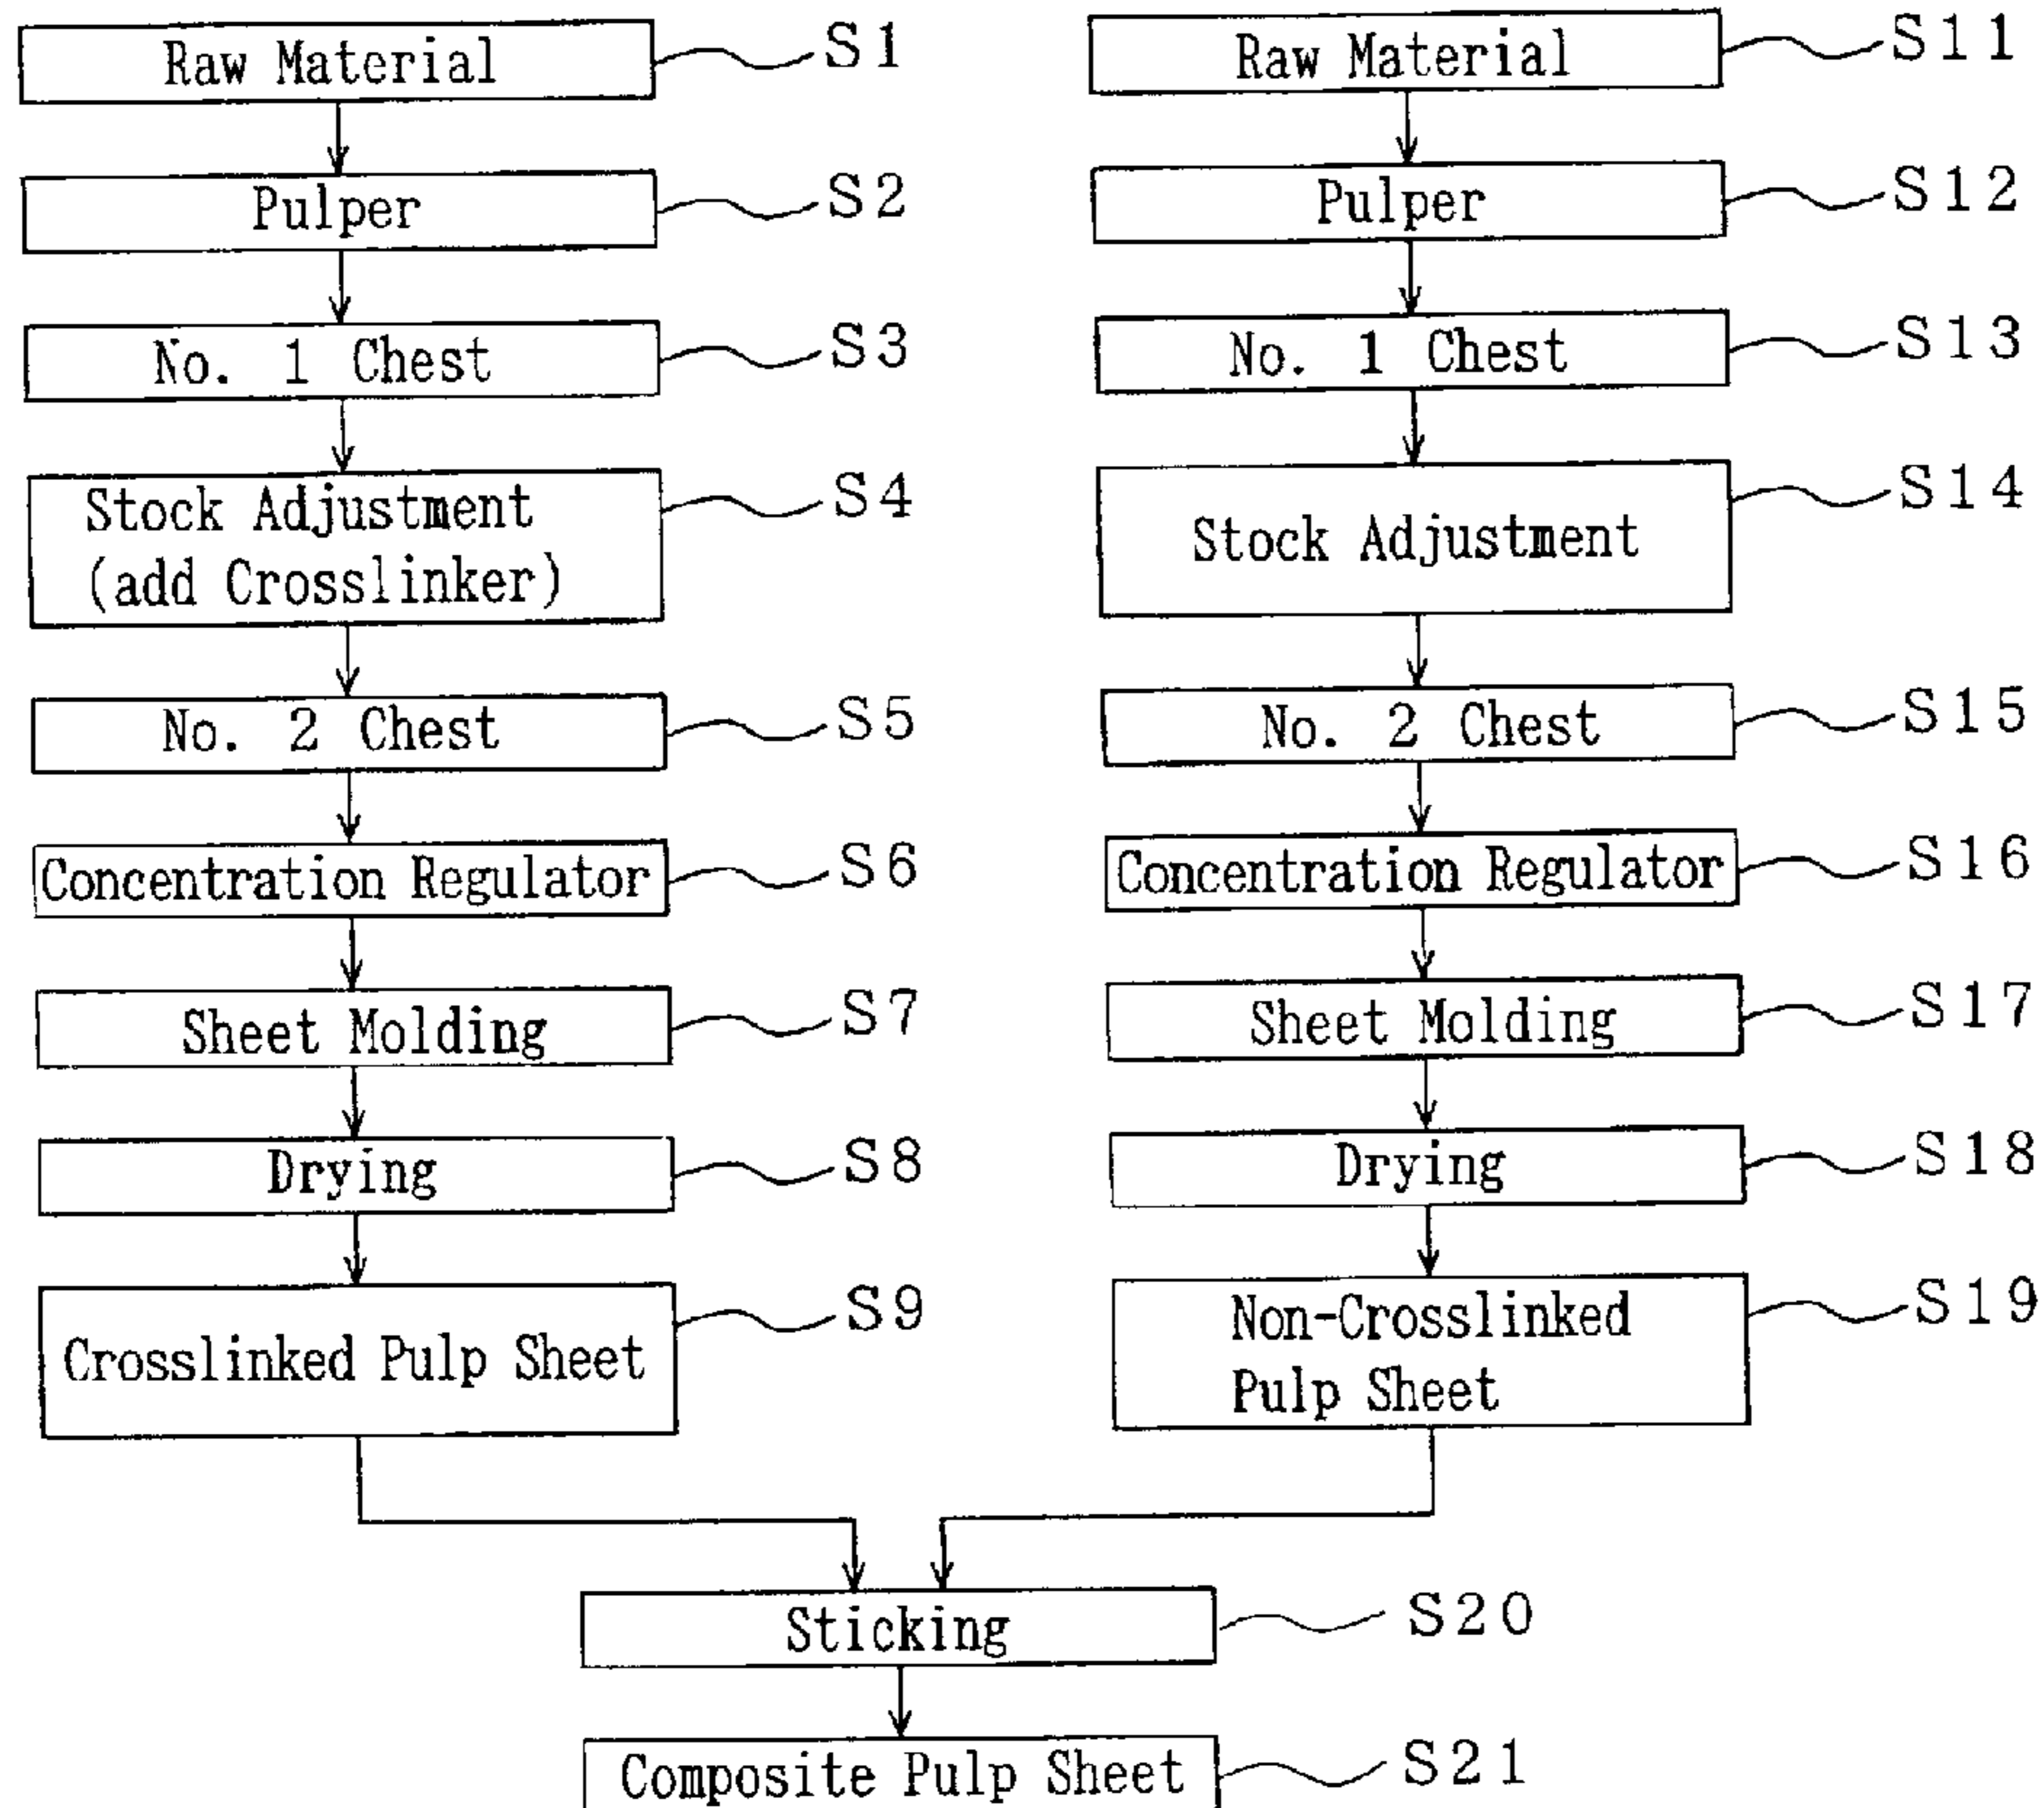 Raw Material
S1
Pulper
S2
No. 1 Chest
S3
Stock Adjustment
(add Crosslinker)
S4
No. 2 Chest
S5
Concentration Regulator
S6
Sheet Molding
S7
Drying
S8
Crosslinked Pulp Sheet
S9
Raw Material
S11
Pulper
S12
No. 1 Chest
S13
Stock Adjustment
S14
No. 2 Chest
S15
Concentration Regulator
S16
Sheet Molding
S17
Drying
S18
Non-Crosslinked
Pulp Sheet
S19
Sticking
S20
Composite Pulp Sheet
S21